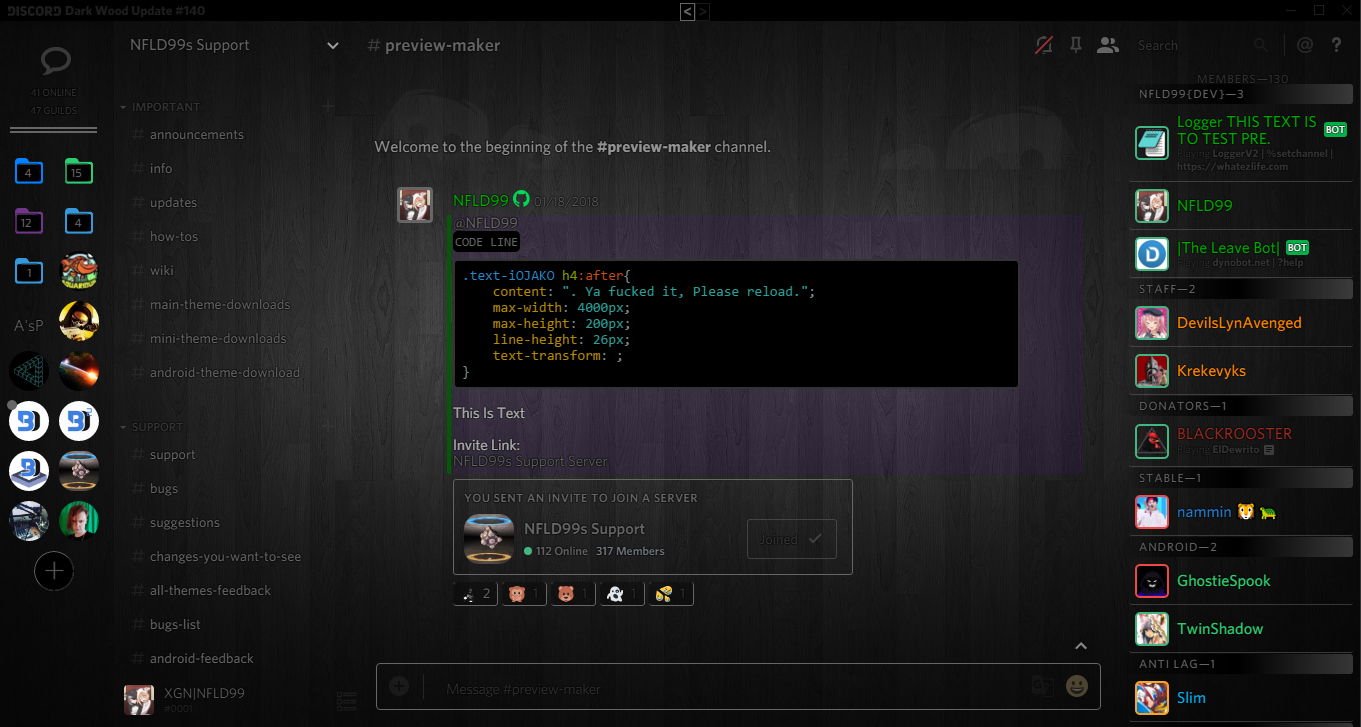 DISCORD Dark Wood Update #140
< >
41 ONLINE
47 GUILDS
4
15
12
4
1
A'sP
NFLD99s Support
IMPORTANT
# announcements
# info
# updates
# how-tos
# wiki
# main-theme-downloads
# mini-theme-downloads
# android-theme-download
SUPPORT
# support
# bugs
# suggestions
# changes-you-want-to-see
# all-themes-feedback
# bugs-list
# android-feedback
XGN|NFLD99
#0001
# preview-maker
Search
@ ?
Welcome to the beginning of the #preview-maker channel.
NFLD99 01/18/2018
@NFLD99
CODE LINE
.text-iOJAKO h4:after{
content: ". Ya fucked it, Please reload.";
max-width: 4000px;
max-height: 200px;
line-height: 26px;
text-transform: ;
}
This Is Text
Invite Link:
NFLD99s Support Server
YOU SENT AN INVITE TO JOIN A SERVER
NFLD99s Support
112 Online 317 Members
Joined
2 1 1 1 1
Message #preview-maker
MEMBERS—130
NFLD99{DEV}—3
Logger THIS TEXT IS
TO TEST PRE. BOT
Playing LoggerV2 | %setchannel |
https://whatezlife.com
NFLD99
|The Leave Bot| BOT
Playing dynobot.net | ?help
STAFF—2
DevilsLynAvenged
Krekevyks
DONATORS—1
BLACKROOSTER
Playing ElDewrito
STABLE—1
nammin 🐯 🐢
ANDROID—2
GhostieSpook
TwinShadow
ANTI LAG—1
Slim